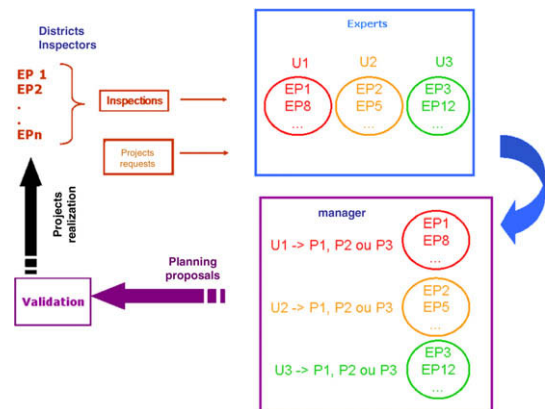 Districts
Inspectors
EP 1
EP2
.
.
EPn
Inspections
Projects
requests
Experts
U1
U2
U3
EP1
EP8
...
EP2
EP5
...
EP3
EP12
...
manager
U1 -> P1, P2 ou P3
EP1
EP8
...
U2 -> P1, P2 ou P3
EP2
EP5
...
U3 -> P1, P2 ou P3
EP3
EP12
...
Planning
proposals
Validation
Projects
realization